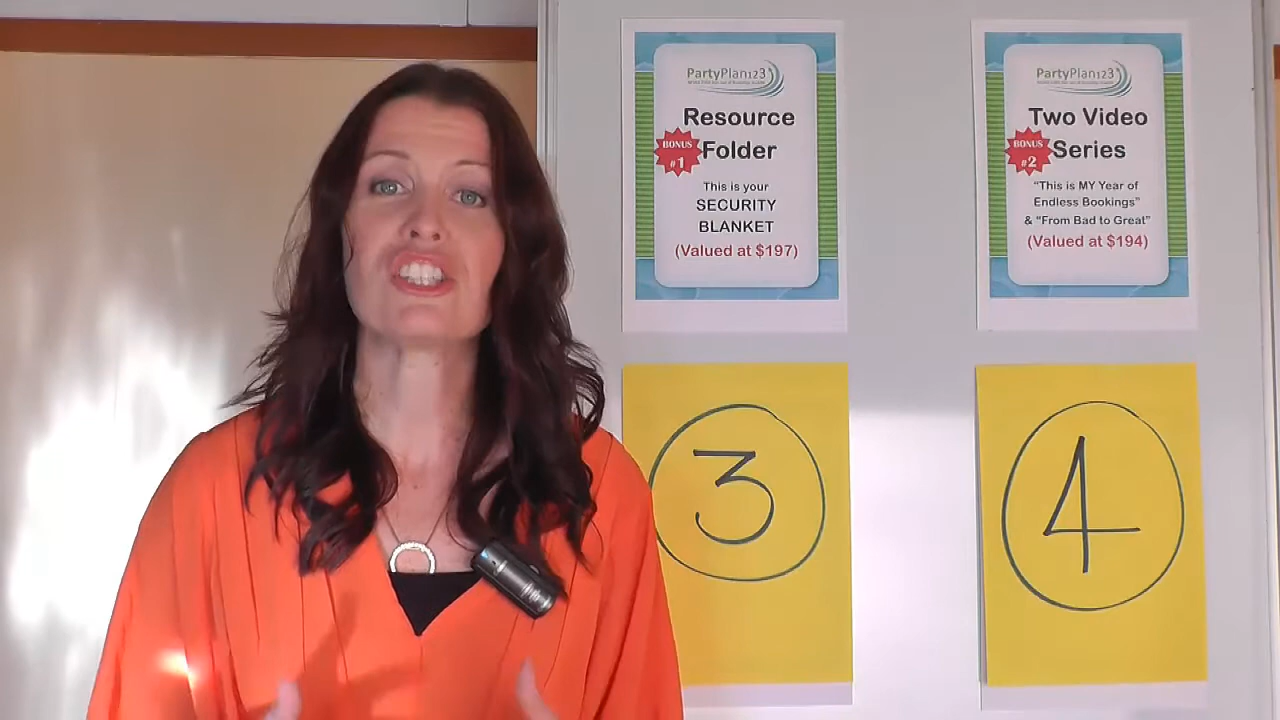 PartyPlan123
Resource
BONUS
#1
Folder
This is your
SECURITY
BLANKET
(Valued at $197)
PartyPlan123
Two Video
BONUS
#2
Series
"This is MY Year of
Endless Bookings"
& "From Bad to Great"
(Valued at $194)
3
4